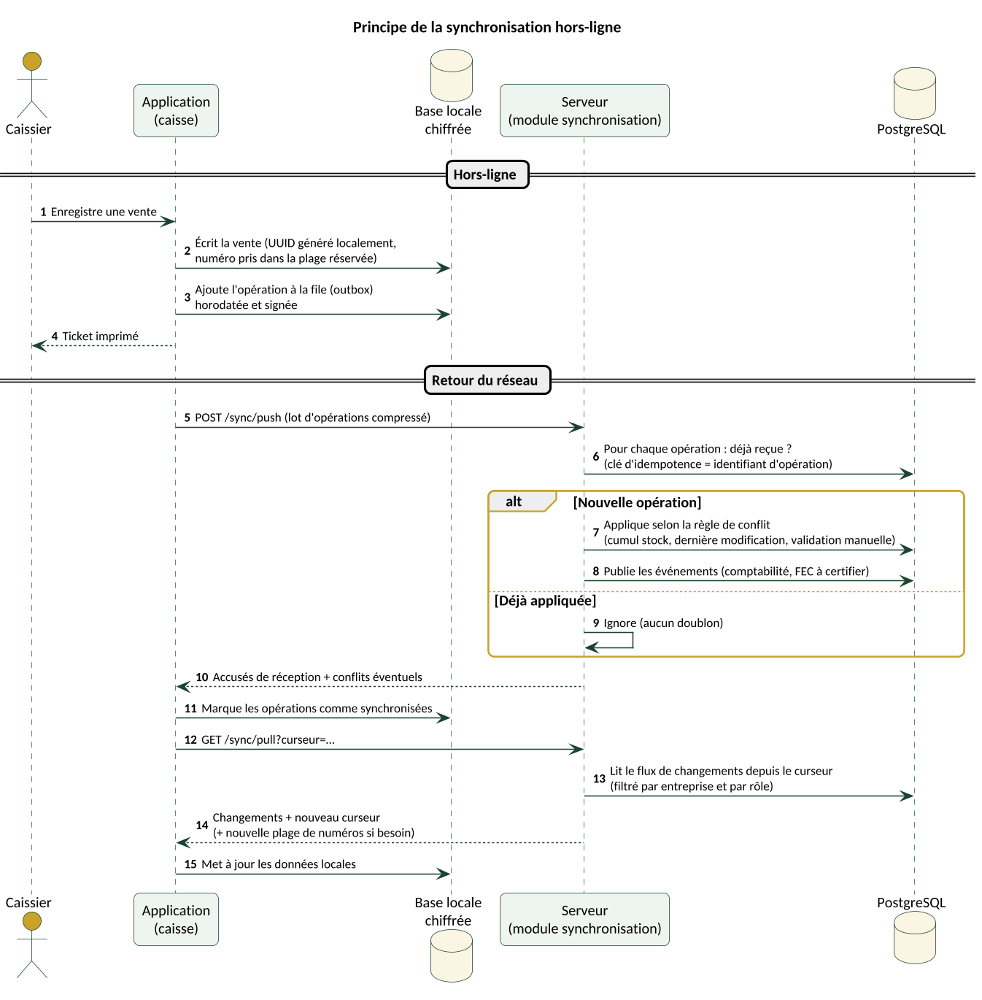 Principe de la synchronisation hors-ligne
Caissier
Application
(caisse)
Base locale
chiffrée
Serveur
(module synchronisation)
PostgreSQL
Hors-ligne
1 Enregistre une vente
2 Écrit la vente (UUID généré localement,
numéro pris dans la plage réservée)
3 Ajoute l'opération à la file (outbox)
horodatée et signée
4 Ticket imprimé
Retour du réseau
5 POST /sync/push (lot d'opérations compressé)
6 Pour chaque opération : déjà reçue ?
(clé d'idempotence = identifiant d'opération)
alt [Nouvelle opération]
7 Applique selon la règle de conflit
(cumul stock, dernière modification, validation manuelle)
8 Publie les événements (comptabilité, FEC à certifier)
[Déjà appliquée]
9 Ignore (aucun doublon)
10 Accusés de réception + conflits éventuels
11 Marque les opérations comme synchronisées
12 GET /sync/pull?curseur=...
13 Lit le flux de changements depuis le curseur
(filtré par entreprise et par rôle)
14 Changements + nouveau curseur
(+ nouvelle plage de numéros si besoin)
15 Met à jour les données locales
Caissier
Application
(caisse)
Base locale
chiffrée
Serveur
(module synchronisation)
PostgreSQL